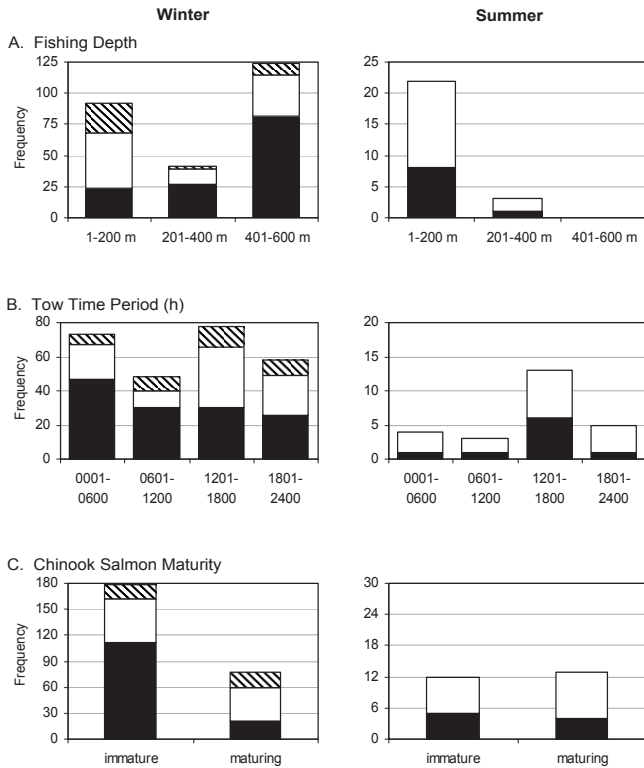 Winter
Summer
A. Fishing Depth
Frequency
125
100
75
50
25
0
1-200 m
201-400 m
401-600 m
25
20
15
10
5
0
1-200 m
201-400 m
401-600 m
B. Tow Time Period (h)
Frequency
80
60
40
20
0
0001-
0600
0601-
1200
1201-
1800
1801-
2400
20
15
10
5
0
0001-
0600
0601-
1200
1201-
1800
1801-
2400
C. Chinook Salmon Maturity
Frequency
180
150
120
90
60
30
0
immature
maturing
30
24
18
12
6
0
immature
maturing